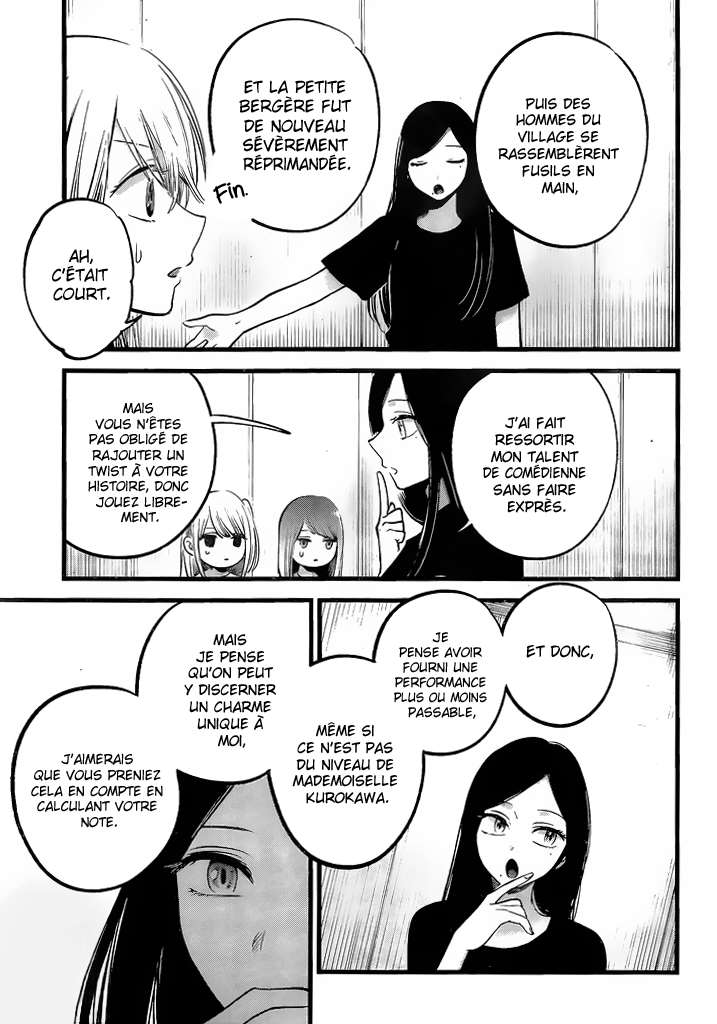 PUIS DES
HOMMES DU
VILLAGE SE
RASSEMBLÈRENT
FUSILS EN
MAIN,
ET LA PETITE
BERGÈRE FUT
DE NOUVEAU
SÉVÈREMENT
RÉPRIMANDÉE.
Fin.
AH,
C'ÉTAIT
COURT.
J'AI FAIT
RESSORTIR
MON TALENT
DE COMÉDIENNE
SANS FAIRE
EXPRÈS.
MAIS
VOUS N'ÊTES
PAS OBLIGÉ DE
RAJOUTER UN
TWIST À VOTRE
HISTOIRE, DONC
JOUEZ LIBRE-
MENT.
ET DONC,
JE
PENSE AVOIR
FOURNI UNE
PERFORMANCE
PLUS OU MOINS
PASSABLE,
MÊME SI
CE N'EST PAS
DU NIVEAU DE
MADEMOISELLE
KUROKAWA.
MAIS
JE PENSE
QU'ON PEUT
Y DISCERNER
UN CHARME
UNIQUE À
MOI,
J'AIMERAIS
QUE VOUS PRENIEZ
CELA EN COMPTE EN
CALCULANT VOTRE
NOTE.